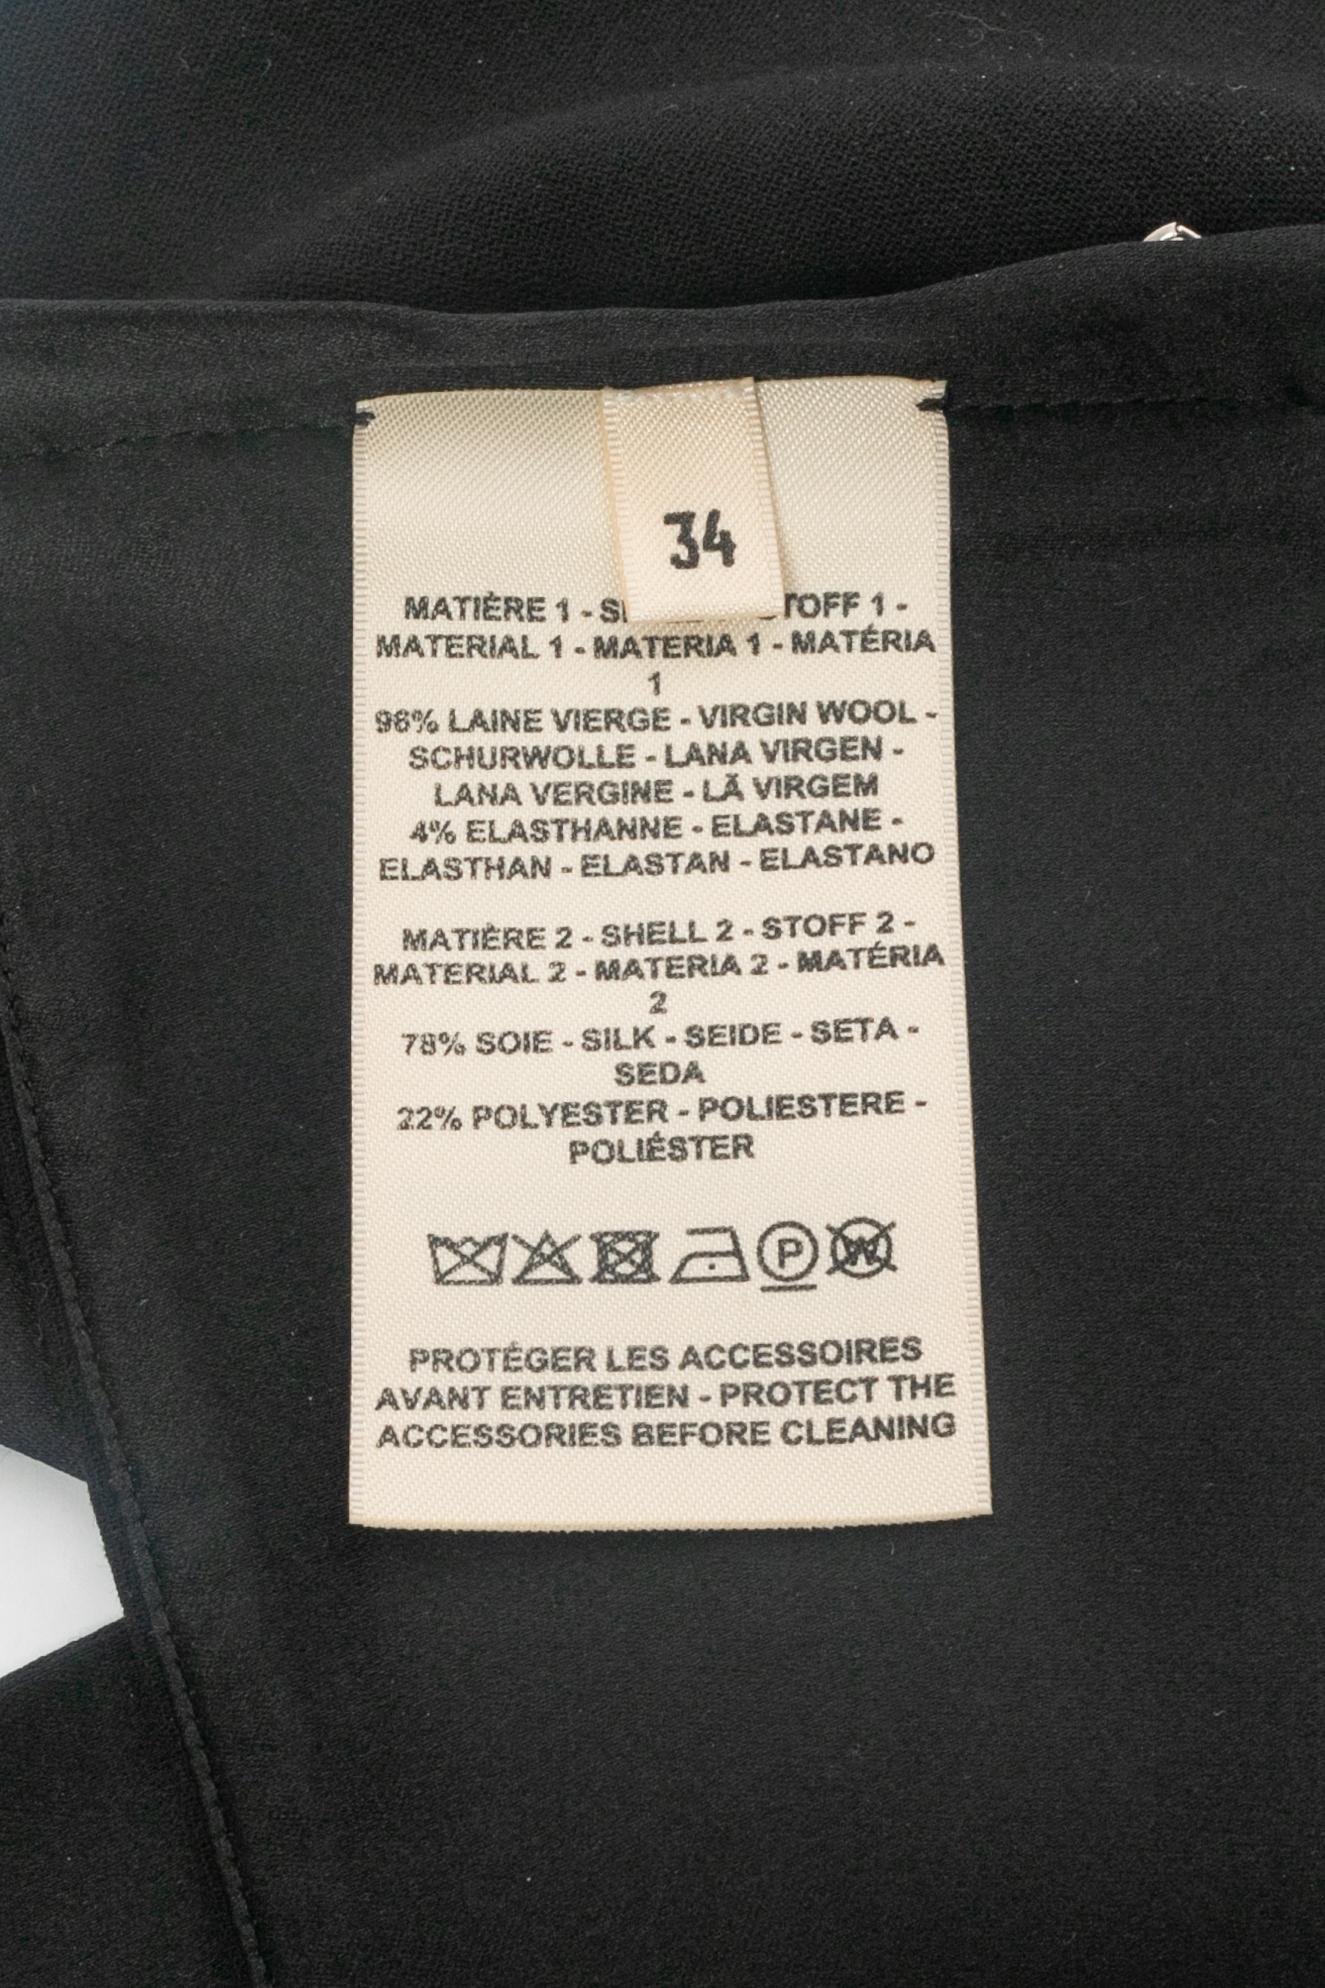 34
MATIÈRE 1 - STOFF 1 -
MATERIAL 1 - MATERIA 1 - MATÉRIA
1
96% LAINE VIERGE - VIRGIN WOOL -
SCHURWOLLE - LANA VIRGEN -
LANA VERGINE - LÃ VIRGEM
4% ELASTHANNE - ELASTANE -
ELASTHAN - ELASTAN - ELASTANO
MATIÈRE 2 - SHELL 2 - STOFF 2 -
MATERIAL 2 - MATERIA 2 - MATÉRIA
2
78% SOIE - SILK - SEIDE - SETA -
SEDA
22% POLYESTER - POLIESTERE -
POLIÉSTER
P W
PROTÉGER LES ACCESSOIRES
AVANT ENTRETIEN - PROTECT THE
ACCESSORIES BEFORE CLEANING